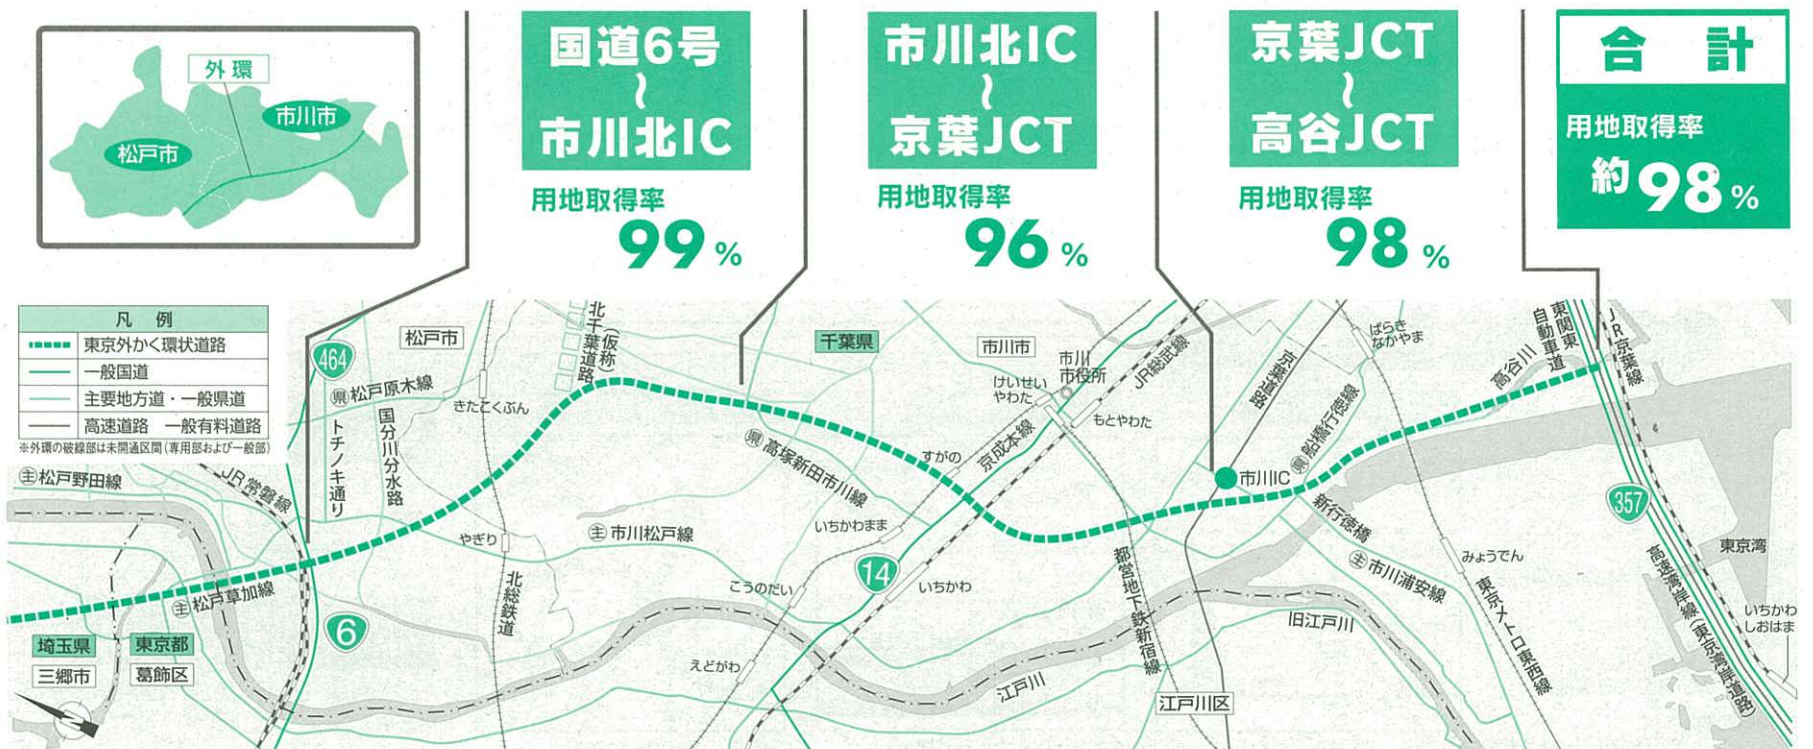 外環
市川市
松戸市
国道6号
〜
市川北IC
用地取得率
99%
市川北IC
〜
京葉JCT
用地取得率
96%
京葉JCT
〜
高谷JCT
用地取得率
98%
合計
用地取得率
約98%
凡例
東京外かく環状道路
一般国道
主要地方道・一般県道
高速道路 一般有料道路
※外環の破線部は未開通区間(専用部および一般部)
464
松戸市
県松戸原木線
きたこくぶん
トチノキ通り
国分川分水路
(仮称)
北千葉道路
千葉県
市川市
市川
市役所
けいせい
やわた
JR総武線
もとやわた
京葉道路
ばらき
なかやま
高谷川
東関東
自動車道
JR京葉線
主松戸野田線
JR常磐線
県高塚新田市川線
すがの
京成本線
県船橋行徳線
市川IC
新行徳橋
357
東京湾
やぎり
主市川松戸線
いちかわまま
14
こうのだい
いちかわ
都営地下鉄新宿線
主市川浦安線
みょうでん
東京メトロ東西線
高速湾岸線(東京湾岸道路)
いちかわ
しおはま
主松戸草加線
北総鉄道
6
埼玉県
三郷市
東京都
葛飾区
えどがわ
江戸川
旧江戸川
江戸川区
N